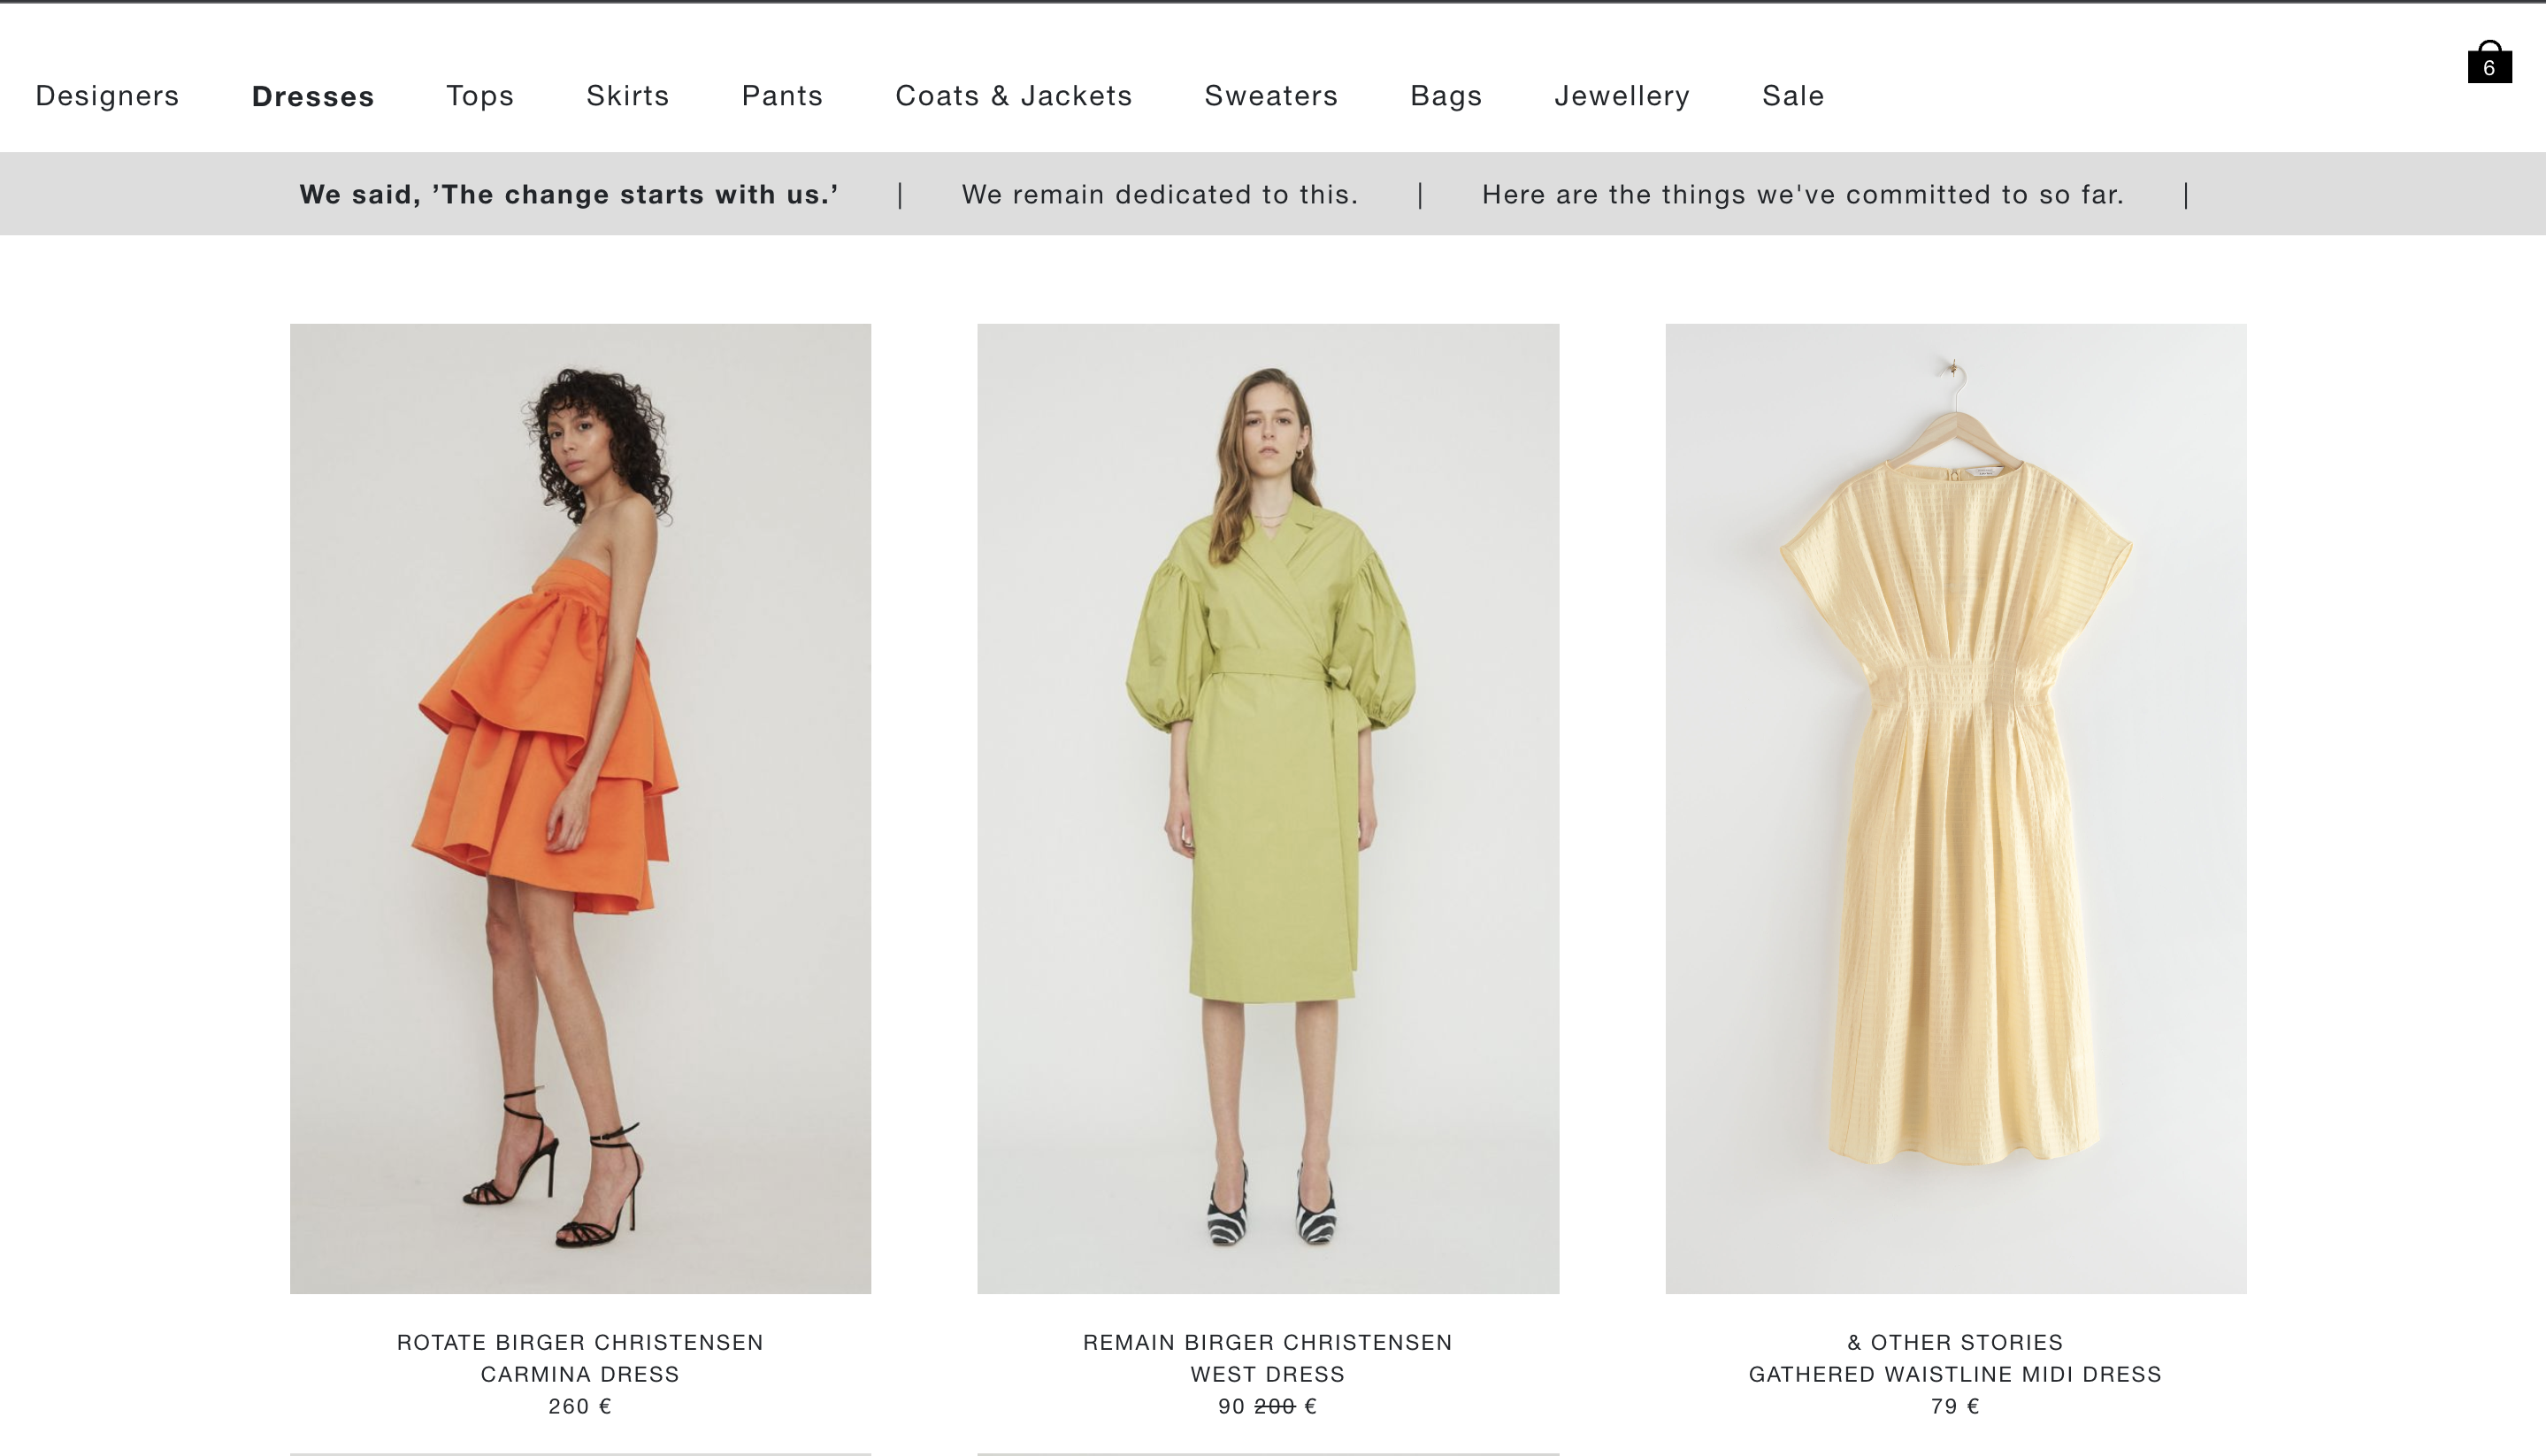 6
Designers Dresses Tops Skirts Pants Coats & Jackets Sweaters Bags Jewellery Sale
We said, ’The change starts with us.’ | We remain dedicated to this. | Here are the things we've committed to so far. |
ROTATE BIRGER CHRISTENSEN
CARMINA DRESS
260 €
REMAIN BIRGER CHRISTENSEN
WEST DRESS
90 200 €
& OTHER STORIES
GATHERED WAISTLINE MIDI DRESS
79 €